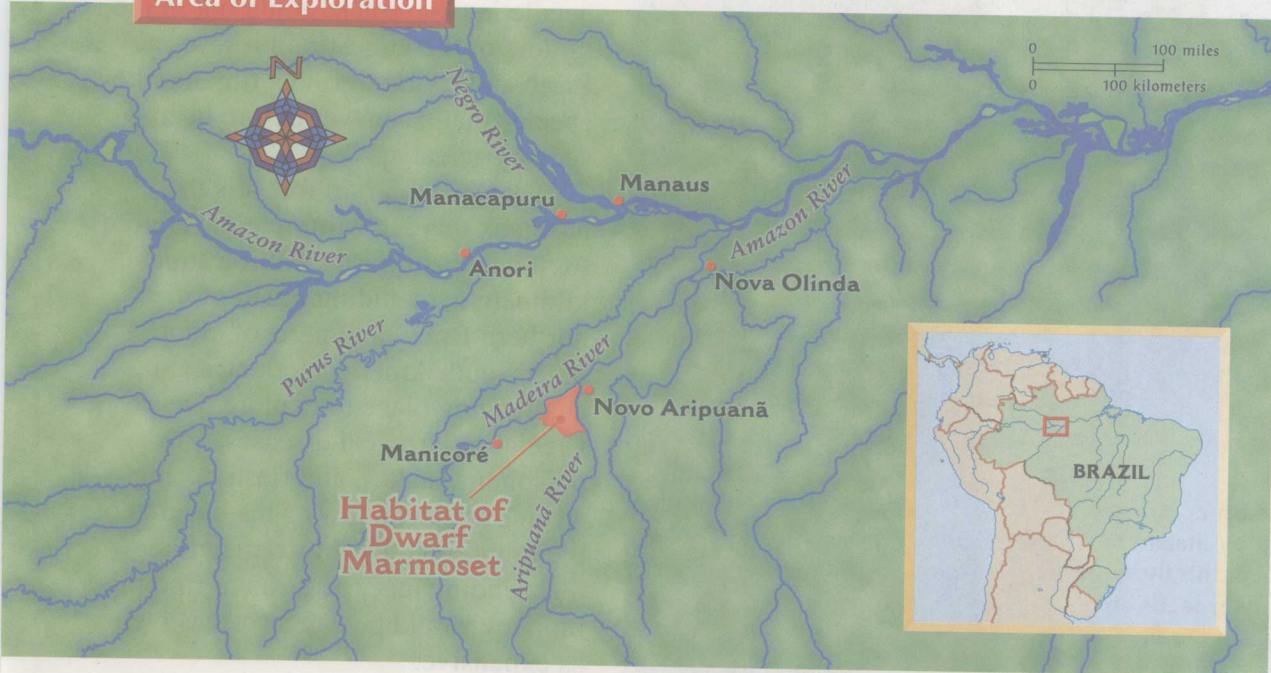 Area of Exploration
N
0 100 miles
0 100 kilometers
Negro River
Manaus
Manacapuru
Amazon River
Amazon River
Anori
Nova Olinda
Purus River
Madeira River
Novo Aripuanã
Manicoré
BRAZIL
Habitat of
Dwarf
Marmoset
Aripuanã River